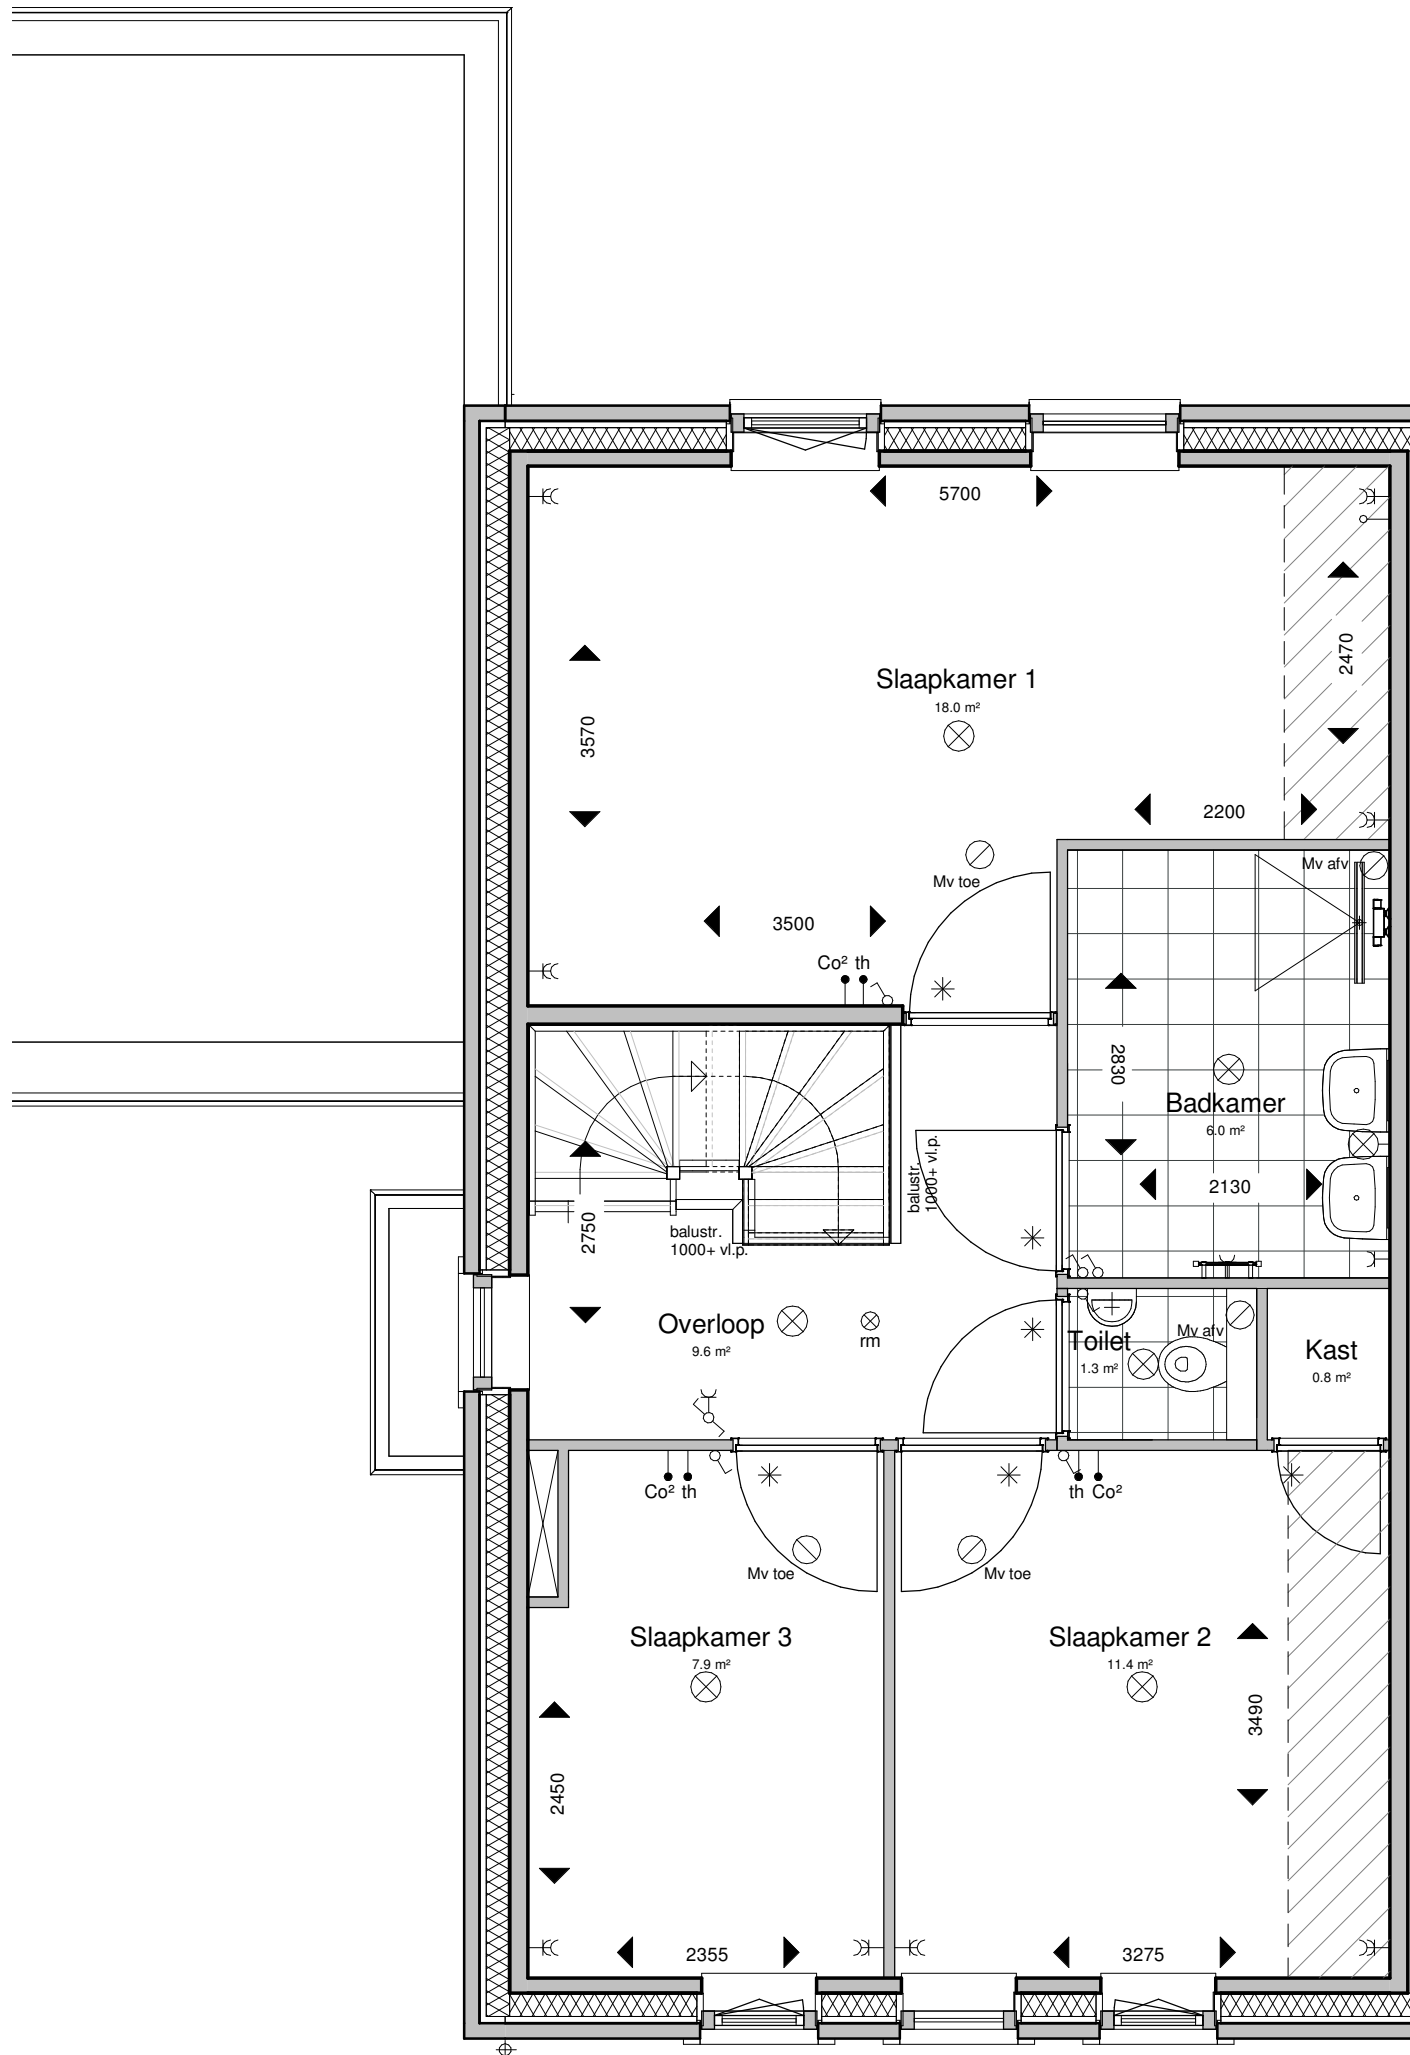 5700
2470
Slaapkamer 1
18.0 m²
3570
2200
Mv toe
Mv afv
3500
Co² th
2830
Badkamer
6.0 m²
balustr.
1000+ vl.p.
2130
2750
balustr.
1000+ vl.p.
Overloop
9.6 m²
rm
Toilet
1.3 m²
Mv afv
Kast
0.8 m²
Co² th
th Co²
Mv toe
Mv toe
Slaapkamer 3
7.9 m²
Slaapkamer 2
11.4 m²
3490
2450
2355
3275